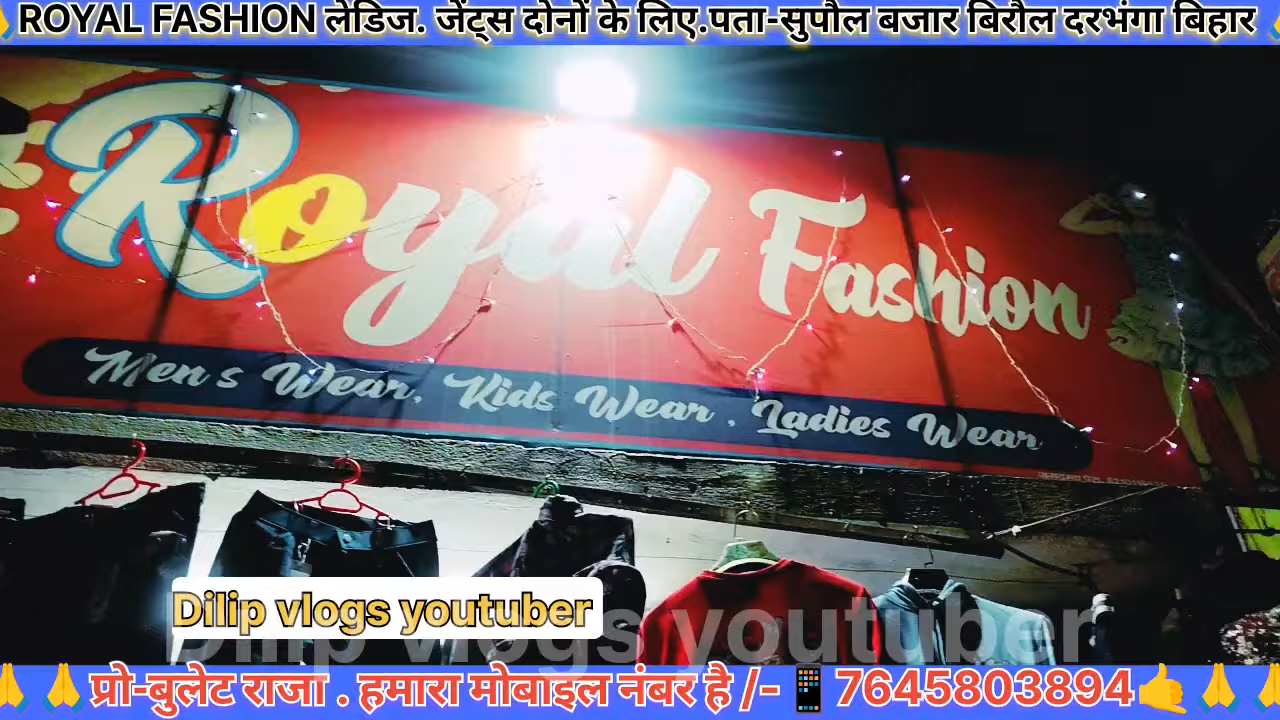 ROYAL FASHION लेडिज. जेंट्स दोनों के लिए.पता-सुपौल बजार बिरौल दरभंगा बिहार
Royal Fashion
Men's Wear, Kids Wear, Ladies Wear
Dilip vlogs youtuber
Dilip vlogs youtuber
प्रो-बुलेट राजा . हमारा मोबाइल नंबर है /-📱7645803894🤙🙏